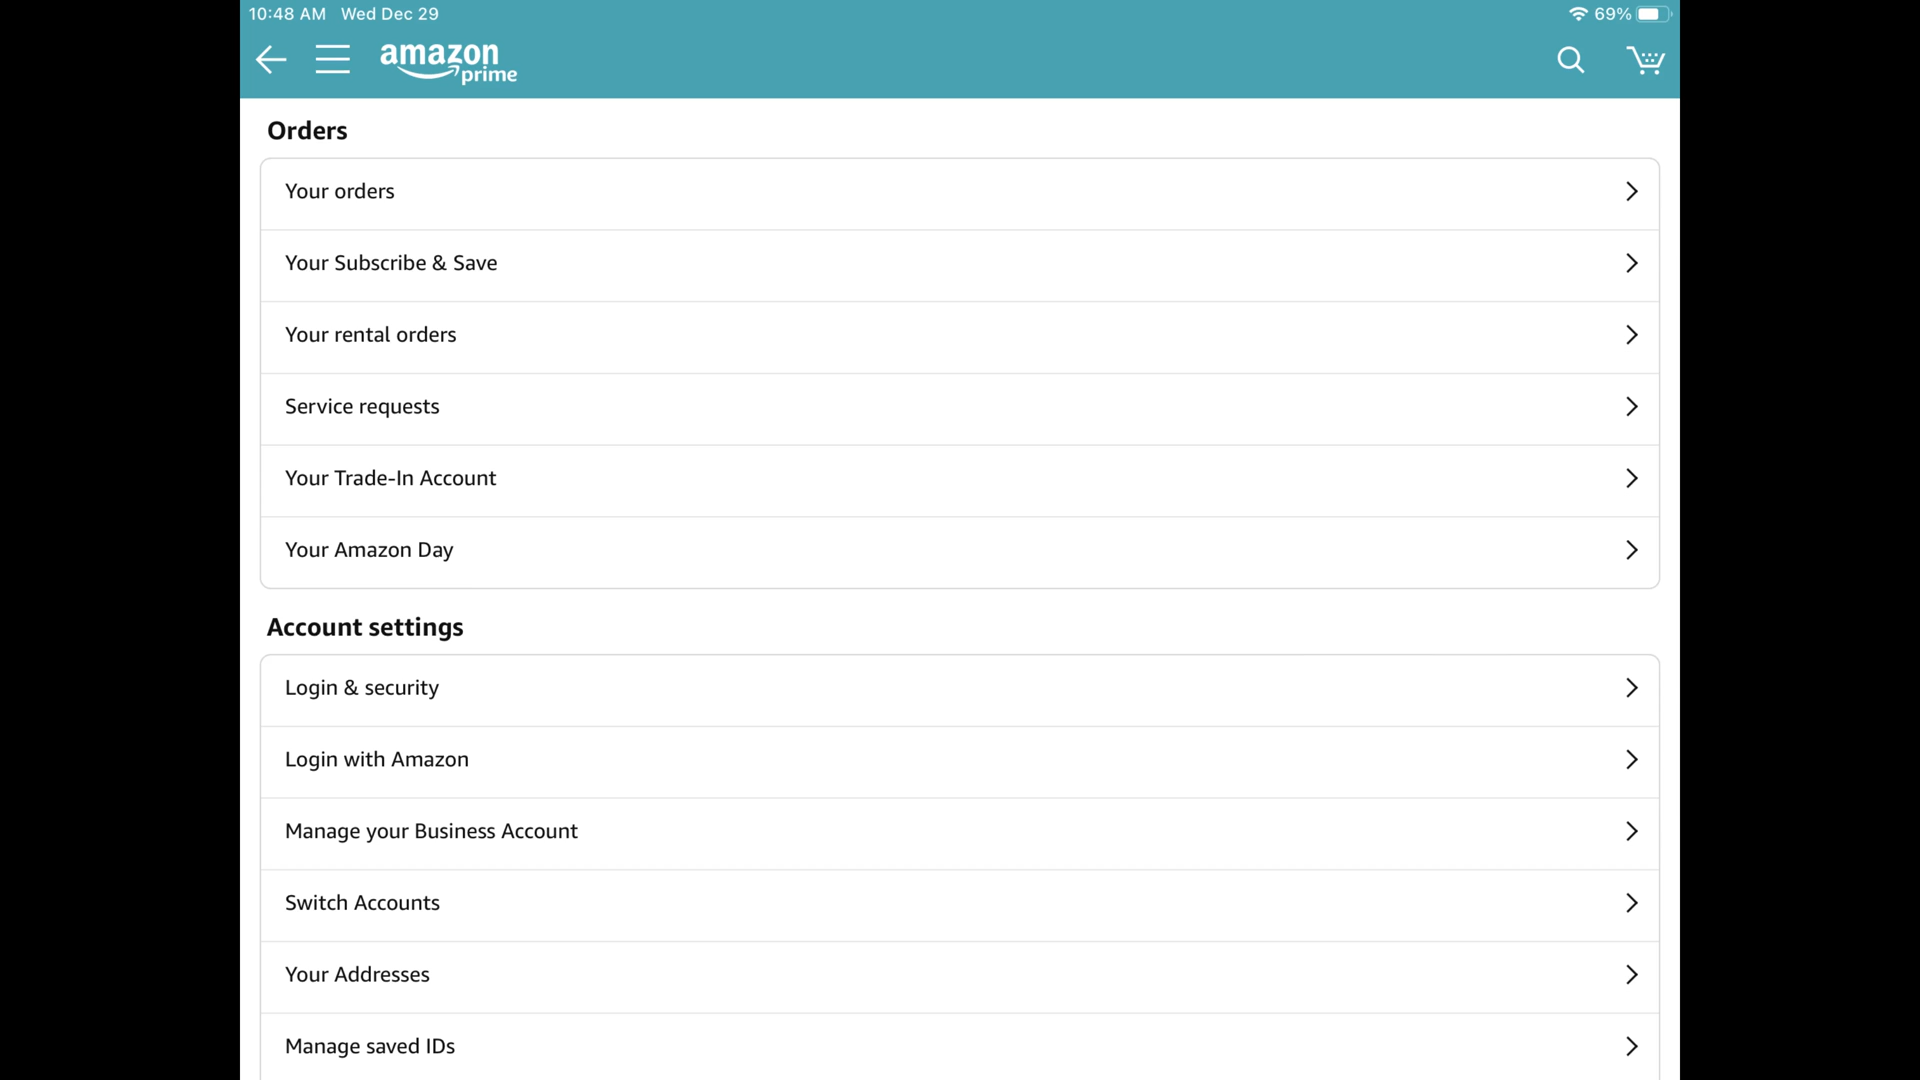 10:48 AM Wed Dec 29
69%
amazon
prime
Orders
Your orders
Your Subscribe & Save
Your rental orders
Service requests
Your Trade-In Account
Your Amazon Day
Account settings
Login & security
Login with Amazon
Manage your Business Account
Switch Accounts
Your Addresses
Manage saved IDs